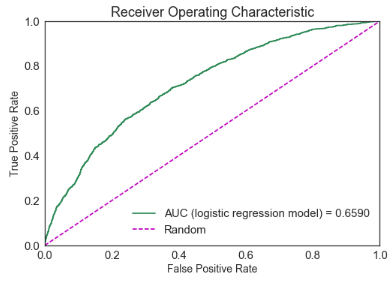 Receiver Operating Characteristic
True Positive Rate
1.0
0.8
0.6
0.4
0.2
0.0
AUC (logistic regression model) = 0.6590
Random
0.0 0.2 0.4 0.6 0.8 1.0
False Positive Rate